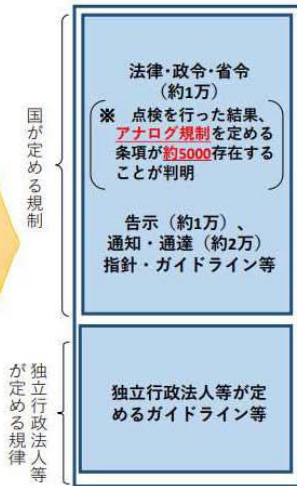 国が定める規制
法律・政令・省令
（約1万）
※　点検を行った結果、
アナログ規制を定める
条項が約5000存在する
ことが判明
告示（約1万）、
通知・通達（約2万）
指針・ガイドライン等
独立行政法人等
が定める規律
独立行政法人等が定
めるガイドライン等